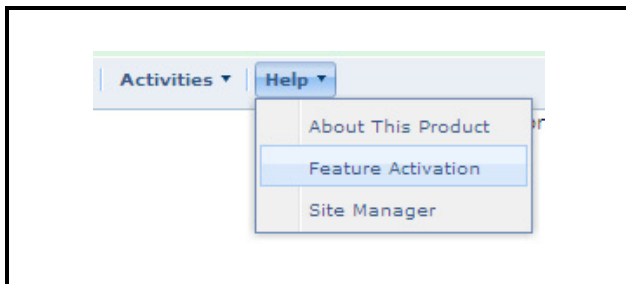 Activities ▾ Help ▾
About This Product
Feature Activation
Site Manager